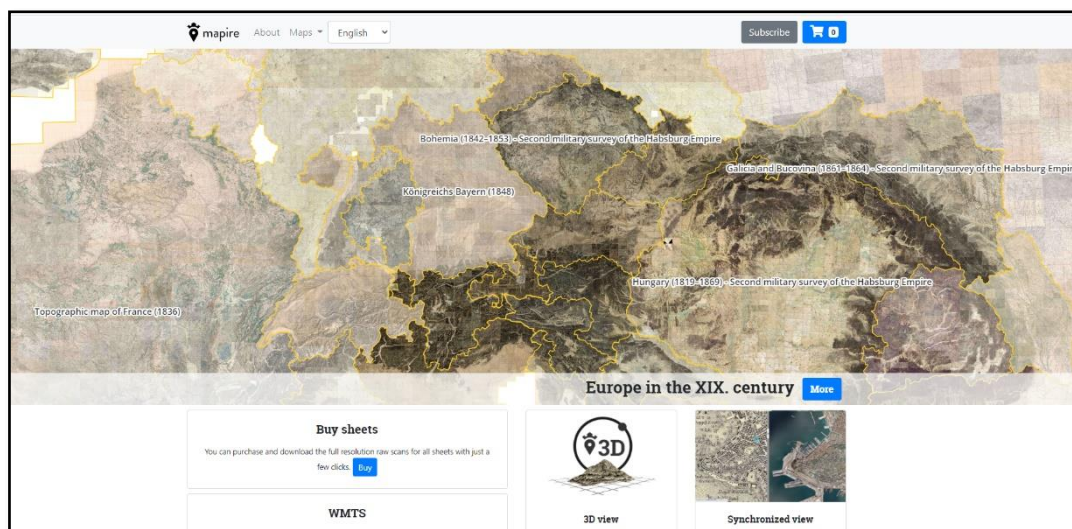 mapire About Maps English Subscribe 0
Bohemia (1842–1853) - Second military survey of the Habsburg Empire
Galicia and Bucovina (1861–1864) - Second military survey of the Habsburg Empir
Königreichs Bayern (1848)
Hungary (1819–1869) - Second military survey of the Habsburg Empire
Topographic map of France (1836)
Europe in the XIX. century More
Buy sheets
You can purchase and download the full resolution raw scans for all sheets with just a
few clicks. Buy
WMTS
3D
3D view
Synchronized view